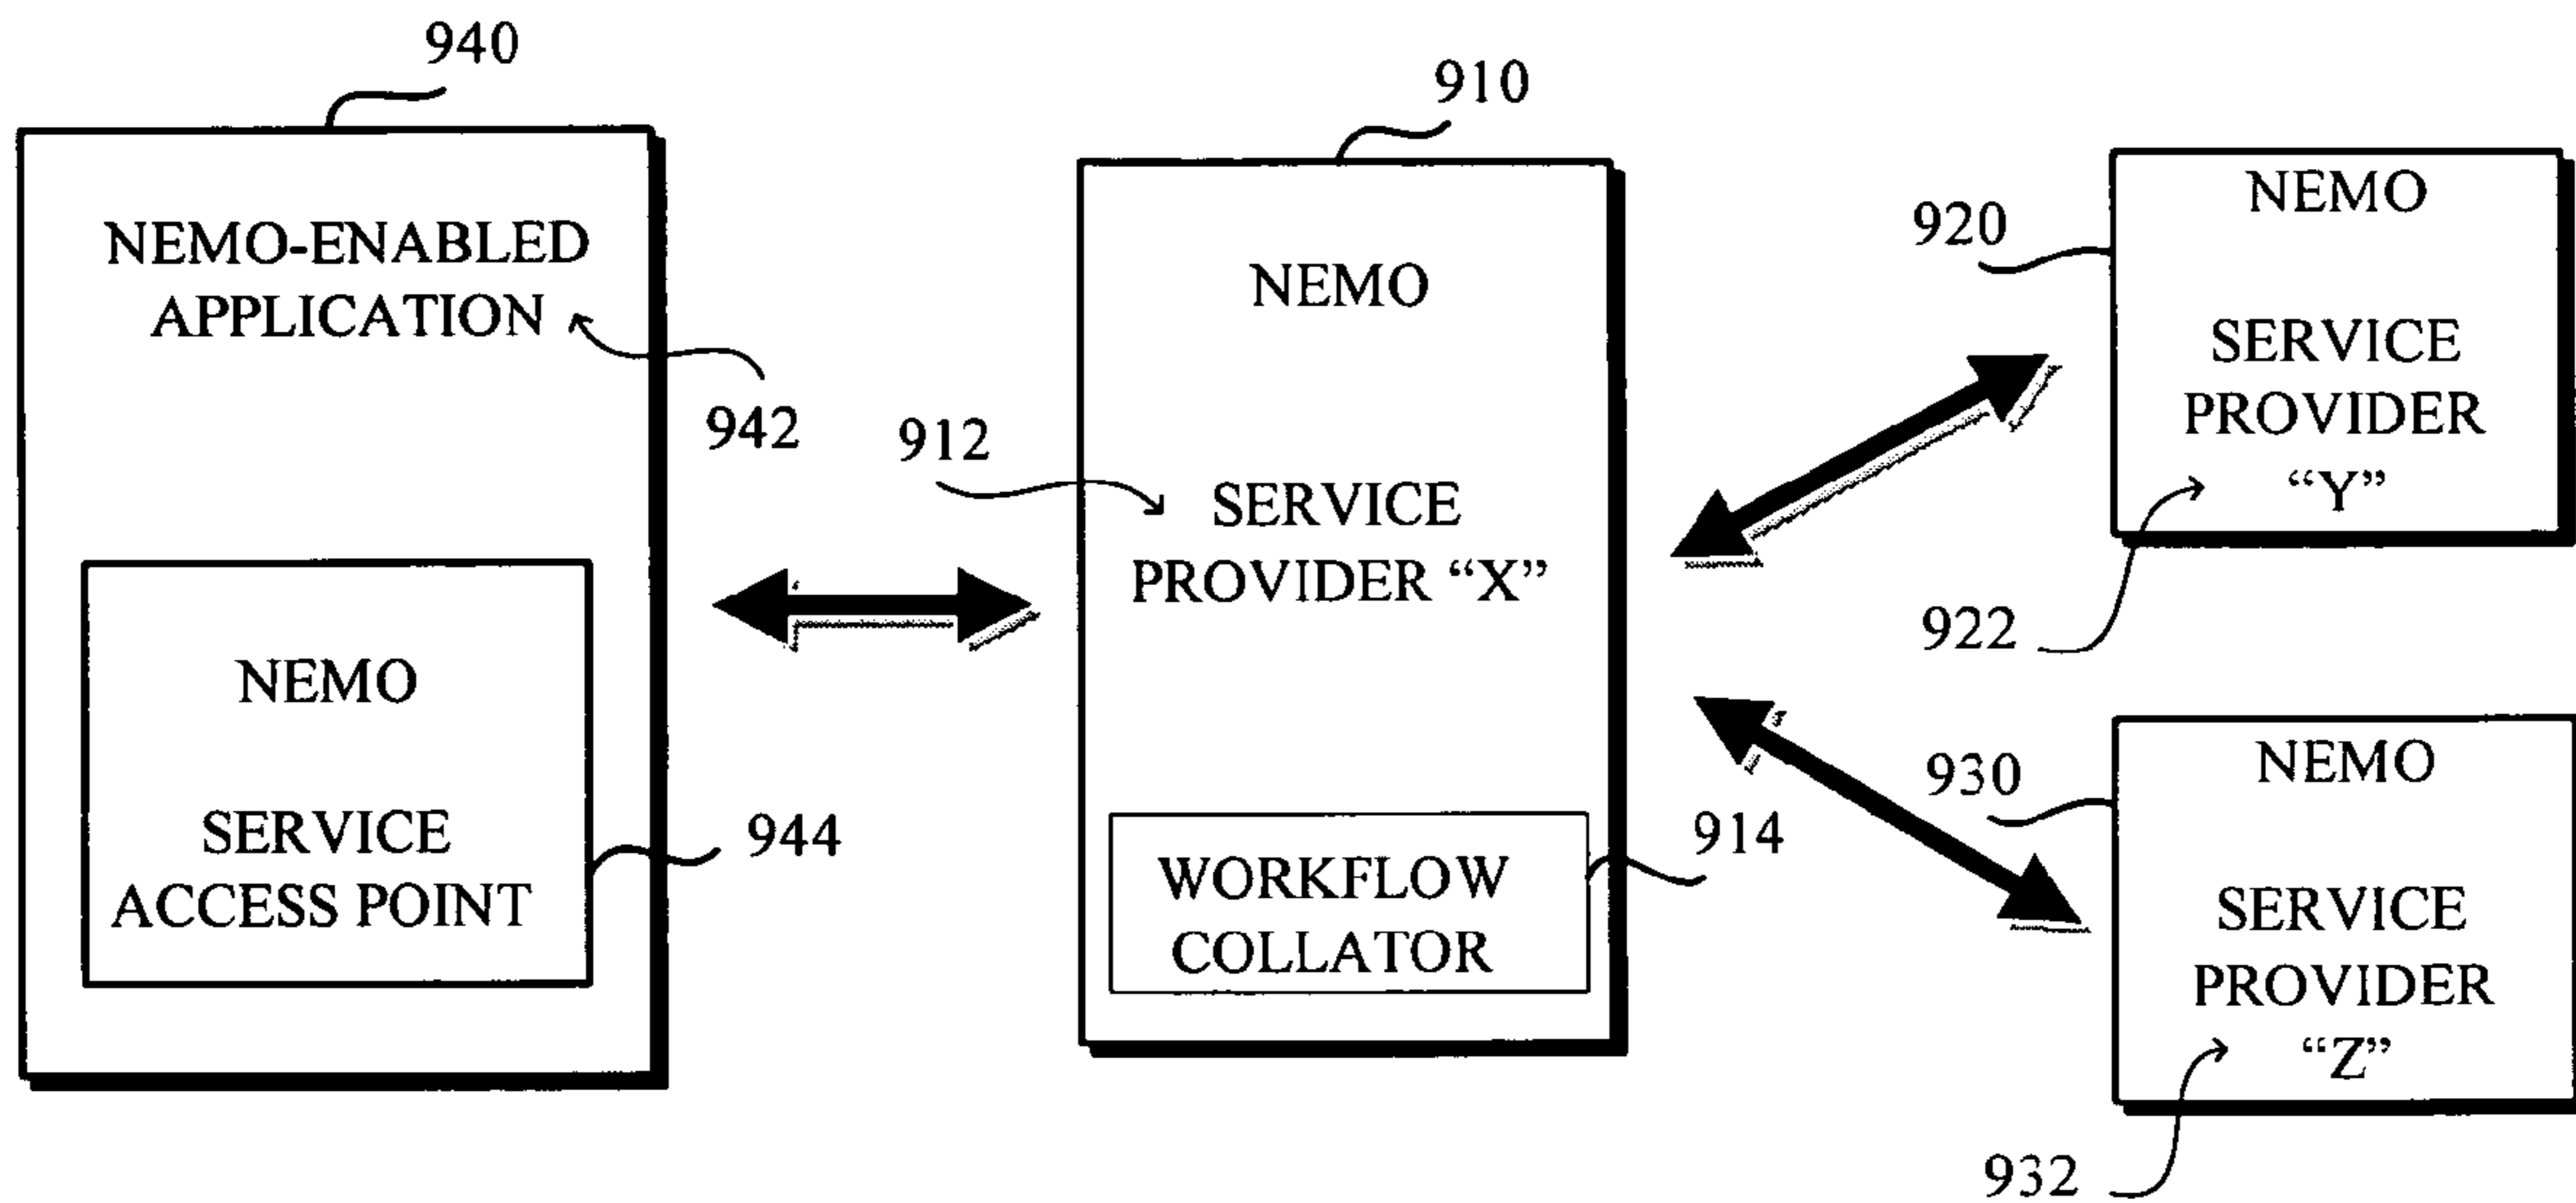 940
NEMO-ENABLED
APPLICATION
942
NEMO
SERVICE
ACCESS POINT
944
910
NEMO
912
SERVICE
PROVIDER “X”
WORKFLOW
COLLATOR
914
920
NEMO
SERVICE
PROVIDER
“Y”
922
930
NEMO
SERVICE
PROVIDER
“Z”
932